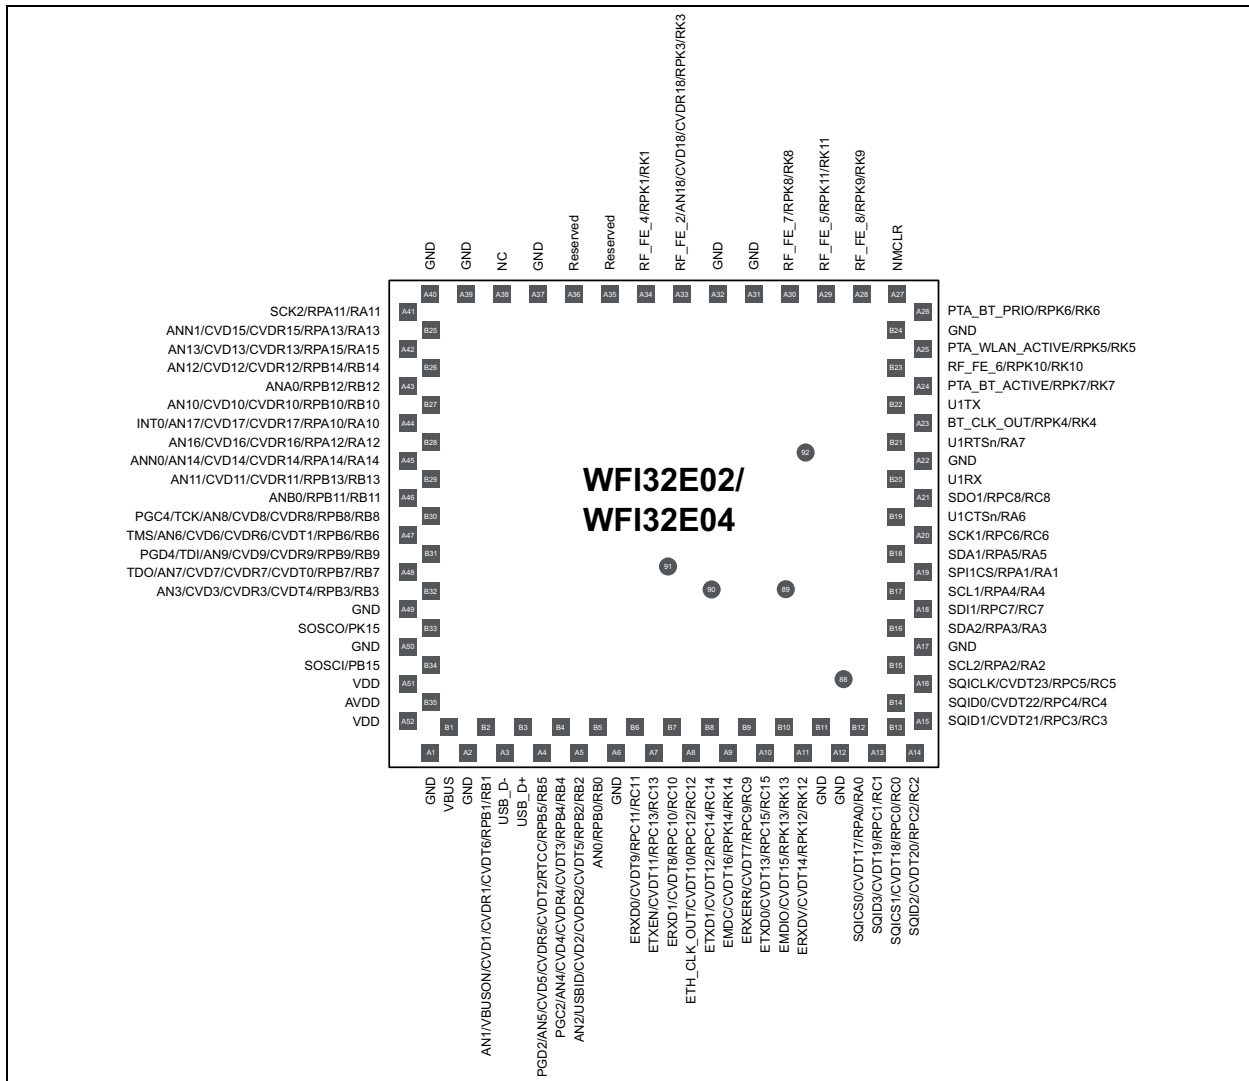 GND
GND
NC
GND
Reserved
Reserved
RF_FE_4/RPK1/RK1
RF_FE_2/AN18/CVD18/CVDR18/RPK3/RK3
GND
GND
RF_FE_7/RPK8/RK8
RF_FE_5/RPK11/RK11
RF_FE_8/RPK9/RK9
NMCLR
A40
A39
A38
A37
A36
A35
A34
A33
A32
A31
A30
A29
A28
A27
SCK2/RPA11/RA11
ANN1/CVD15/CVDR15/RPA13/RA13
AN13/CVD13/CVDR13/RPA15/RA15
AN12/CVD12/CVDR12/RPB14/RB14
ANA0/RPB12/RB12
AN10/CVD10/CVDR10/RPB10/RB10
INT0/AN17/CVD17/CVDR17/RPA10/RA10
AN16/CVD16/CVDR16/RPA12/RA12
ANN0/AN14/CVD14/CVDR14/RPA14/RA14
AN11/CVD11/CVDR11/RPB13/RB13
ANB0/RPB11/RB11
PGC4/TCK/AN8/CVD8/CVDR8/RPB8/RB8
TMS/AN6/CVD6/CVDR6/CVDT1/RPB6/RB6
PGD4/TDI/AN9/CVD9/CVDR9/RPB9/RB9
TDO/AN7/CVD7/CVDR7/CVDT0/RPB7/RB7
AN3/CVD3/CVDR3/CVDT4/RPB3/RB3
GND
SOSCO/PK15
GND
SOSCI/PB15
VDD
AVDD
VDD
A41
B25
A42
B26
A43
B27
A44
B28
A45
B29
A46
B30
A47
B31
A48
B32
A49
B33
A50
B34
A51
B35
A52
WFI32E02/
WFI32E04
92
91
90
89
88
A26
B24
A25
B23
A24
B22
A23
B21
A22
B20
A21
B19
A20
B18
A19
B17
A18
B16
A17
B15
A16
B14
A15
PTA_BT_PRIO/RPK6/RK6
GND
PTA_WLAN_ACTIVE/RPK5/RK5
RF_FE_6/RPK10/RK10
PTA_BT_ACTIVE/RPK7/RK7
U1TX
BT_CLK_OUT/RPK4/RK4
U1RTSn/RA7
GND
U1RX
SDO1/RPC8/RC8
U1CTSn/RA6
SCK1/RPC6/RC6
SDA1/RPA5/RA5
SPI1CS/RPA1/RA1
SCL1/RPA4/RA4
SDI1/RPC7/RC7
SDA2/RPA3/RA3
GND
SCL2/RPA2/RA2
SQICLK/CVDT23/RPC5/RC5
SQID0/CVDT22/RPC4/RC4
SQID1/CVDT21/RPC3/RC3
B1
B2
B3
B4
B5
B6
B7
B8
B9
B10
B11
B12
B13
A1
A2
A3
A4
A5
A6
A7
A8
A9
A10
A11
A12
A13
A14
GND
VBUS
GND
AN1/VBUSON/CVD1/CVDR1/CVDT6/RPB1/RB1
USB_D-
USB_D+
PGD2/AN5/CVD5/CVDR5/CVDT2/RTCC/RPB5/RB5
PGC2/AN4/CVD4/CVDR4/CVDT3/RPB4/RB4
AN2/USBID/CVD2/CVDR2/CVDT5/RPB2/RB2
AN0/RPB0/RB0
GND
ERXD0/CVDT9/RPC11/RC11
ETXEN/CVDT11/RPC13/RC13
ERXD1/CVDT8/RPC10/RC10
ETH_CLK_OUT/CVDT10/RPC12/RC12
ETXD1/CVDT12/RPC14/RC14
EMDC/CVDT16/RPK14/RK14
ERXERR/CVDT7/RPC9/RC9
ETXD0/CVDT13/RPC15/RC15
EMDIO/CVDT15/RPK13/RK13
ERXDV/CVDT14/RPK12/RK12
GND
GND
SQICS0/CVDT17/RPA0/RA0
SQID3/CVDT19/RPC1/RC1
SQICS1/CVDT18/RPC0/RC0
SQID2/CVDT20/RPC2/RC2